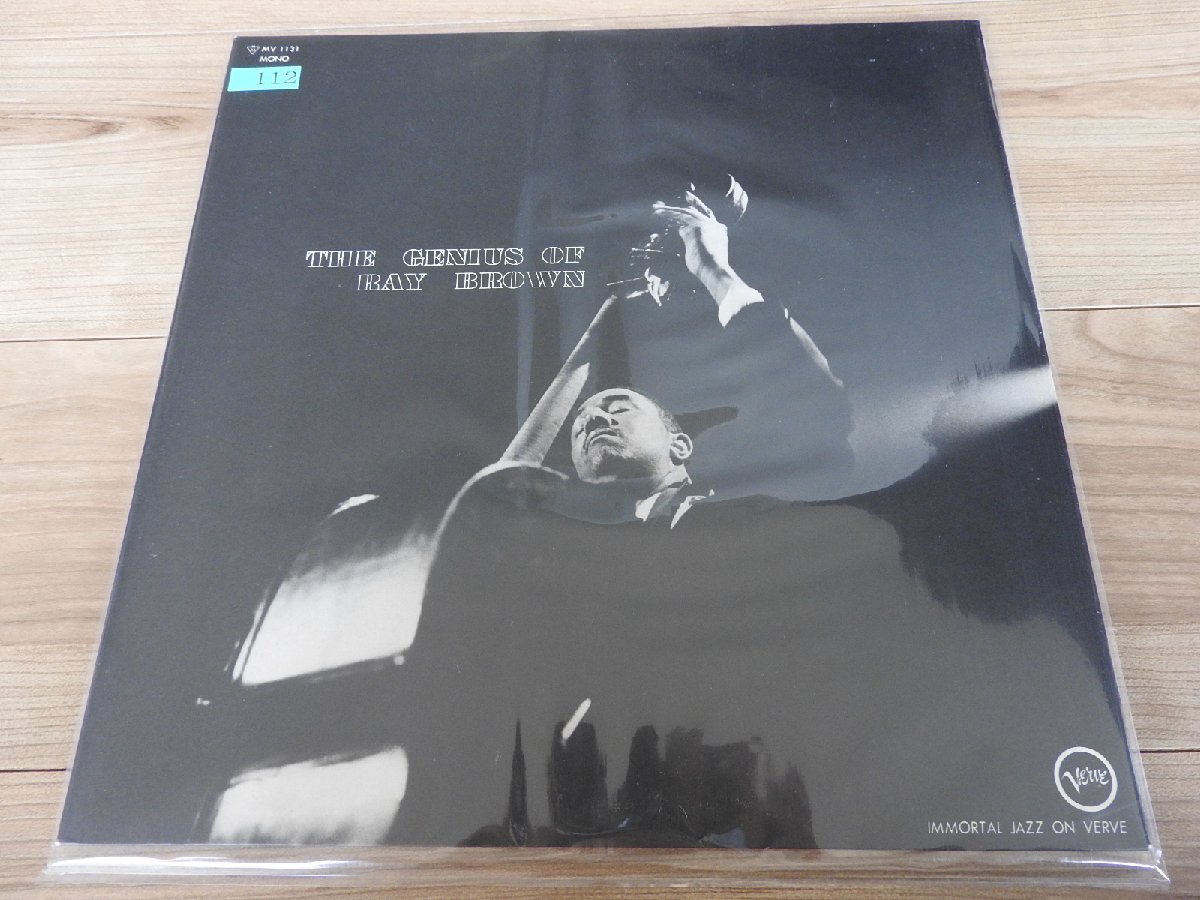 MV 1131
MONO
112
THE GENIUS OF
RAY BROWN
Verve
IMMORTAL JAZZ ON VERVE